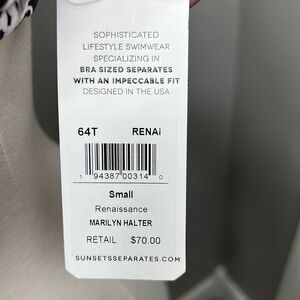 SOPHISTICATED
LIFESTYLE SWIMWEAR
SPECIALIZING IN
BRA SIZED SEPARATES
WITH AN IMPECCABLE FIT
DESIGNED IN THE USA
64T RENAI
1 94387 00314 0
Small
Renaissance
MARILYN HALTER
RETAIL $70.00
SUNSETSSEPARATES.COM